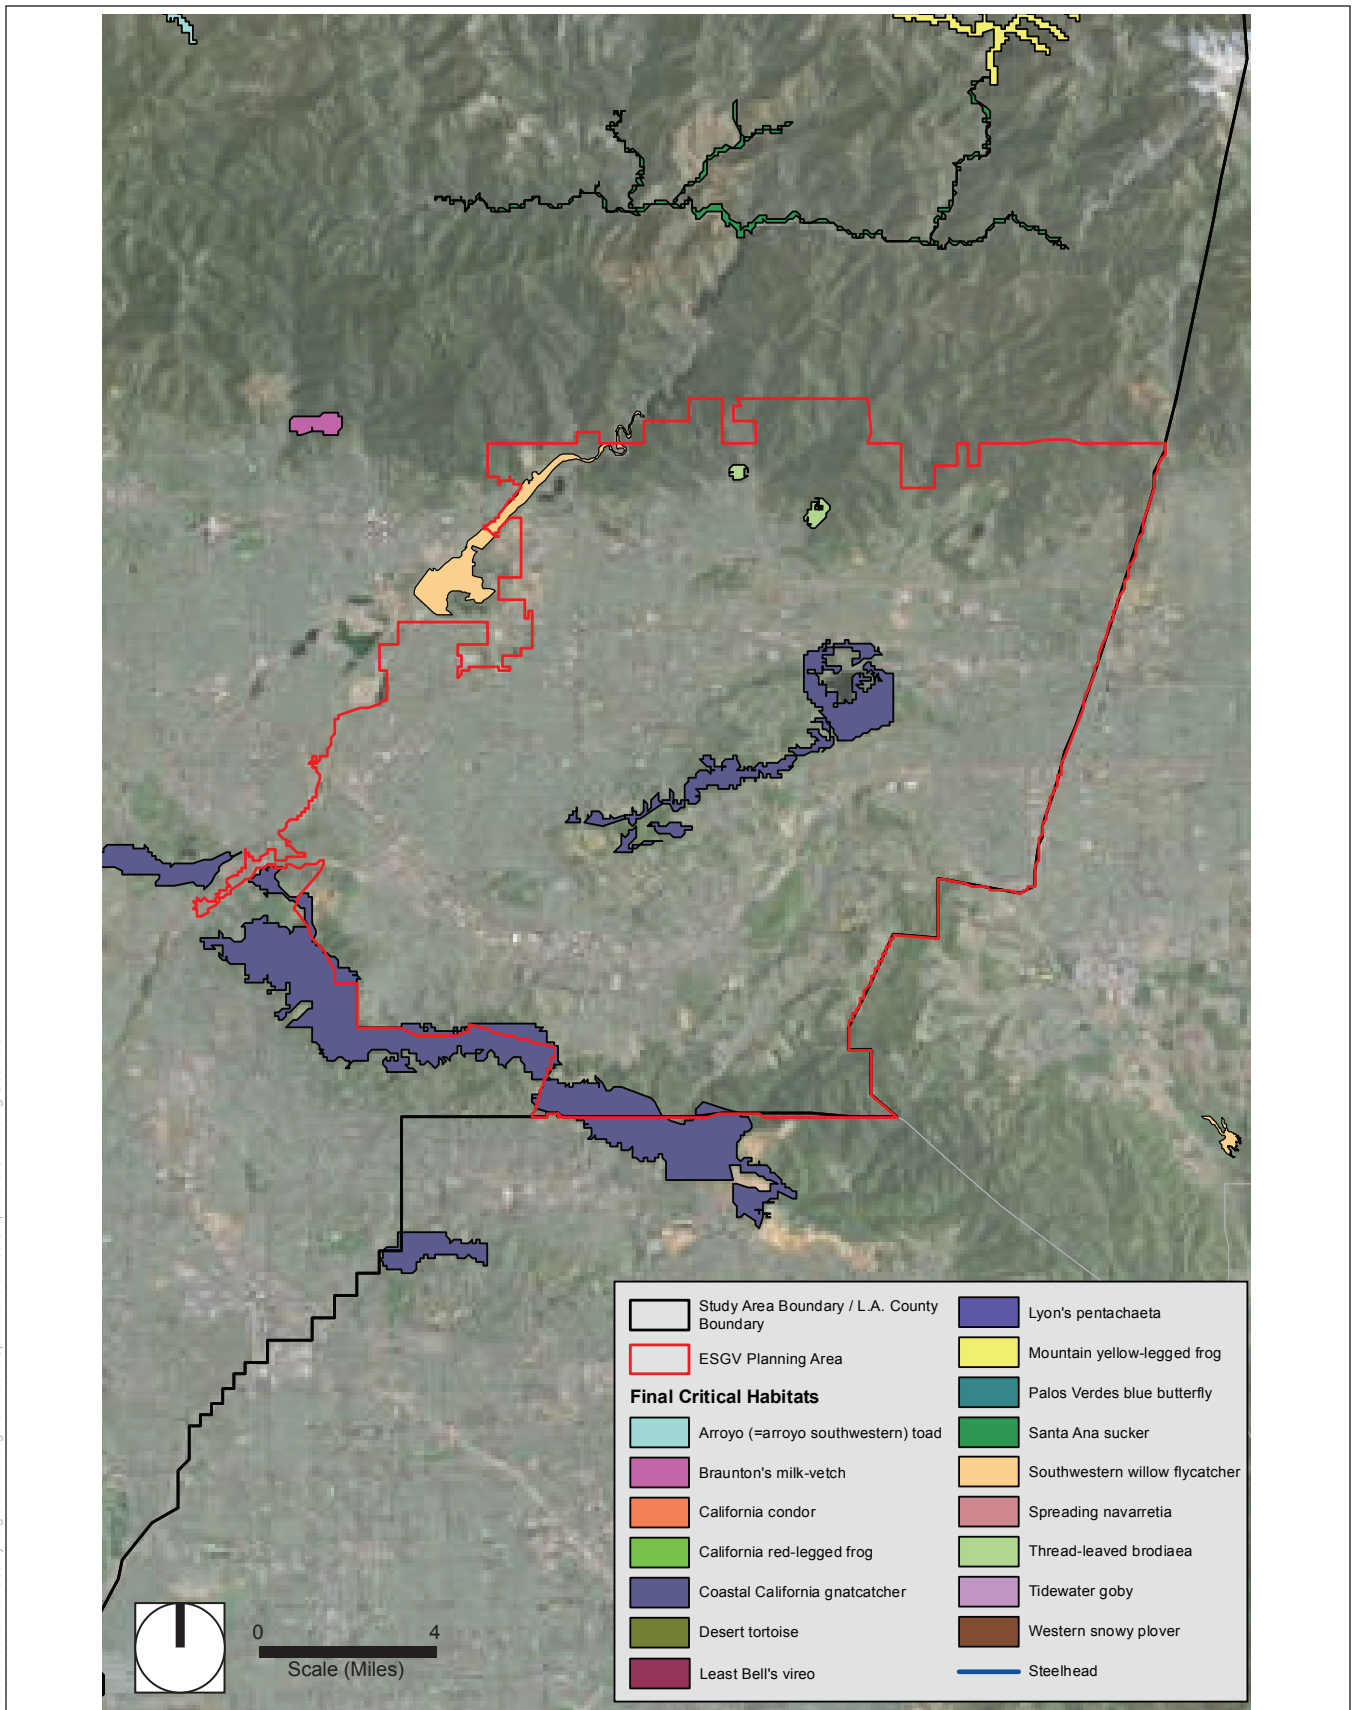 Study Area Boundary / L.A. County
Boundary
ESGV Planning Area
Final Critical Habitats
Arroyo (=arroyo southwestern) toad
Braunton's milk-vetch
California condor
California red-legged frog
Coastal California gnatcatcher
Desert tortoise
Least Bell's vireo
Lyon's pentachaeta
Mountain yellow-legged frog
Palos Verdes blue butterfly
Santa Ana sucker
Southwestern willow flycatcher
Spreading navarretia
Thread-leaved brodiaea
Tidewater goby
Western snowy plover
Steelhead
0 4
Scale (Miles)